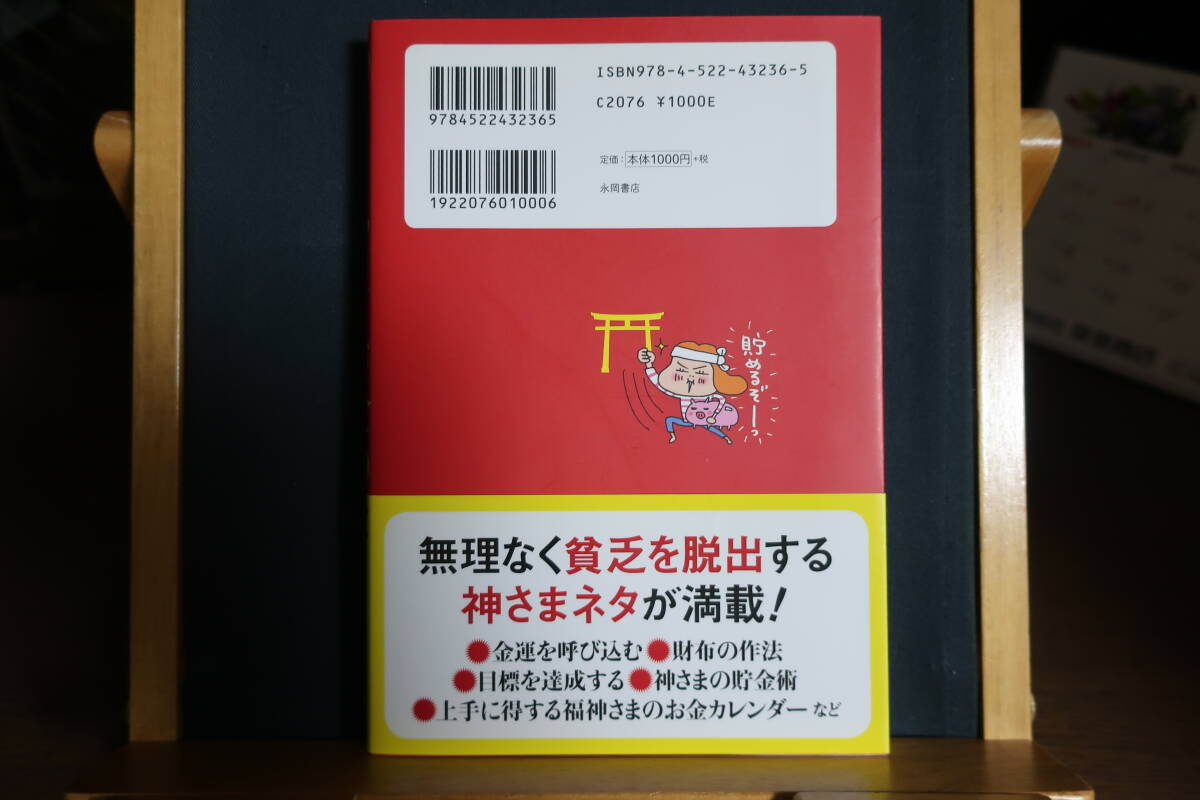 ISBN978-4-522-43236-5
9784522432365
C2076 ¥1000E
定価:本体1000円+税
1922076010006
永岡書店
貯めるぞーっ
無理なく貧乏を脱出する
神さまネタが満載!
●金運を呼び込む●財布の作法
●目標を達成する●神さまの貯金術
●上手に得する福神さまのお金カレンダー など